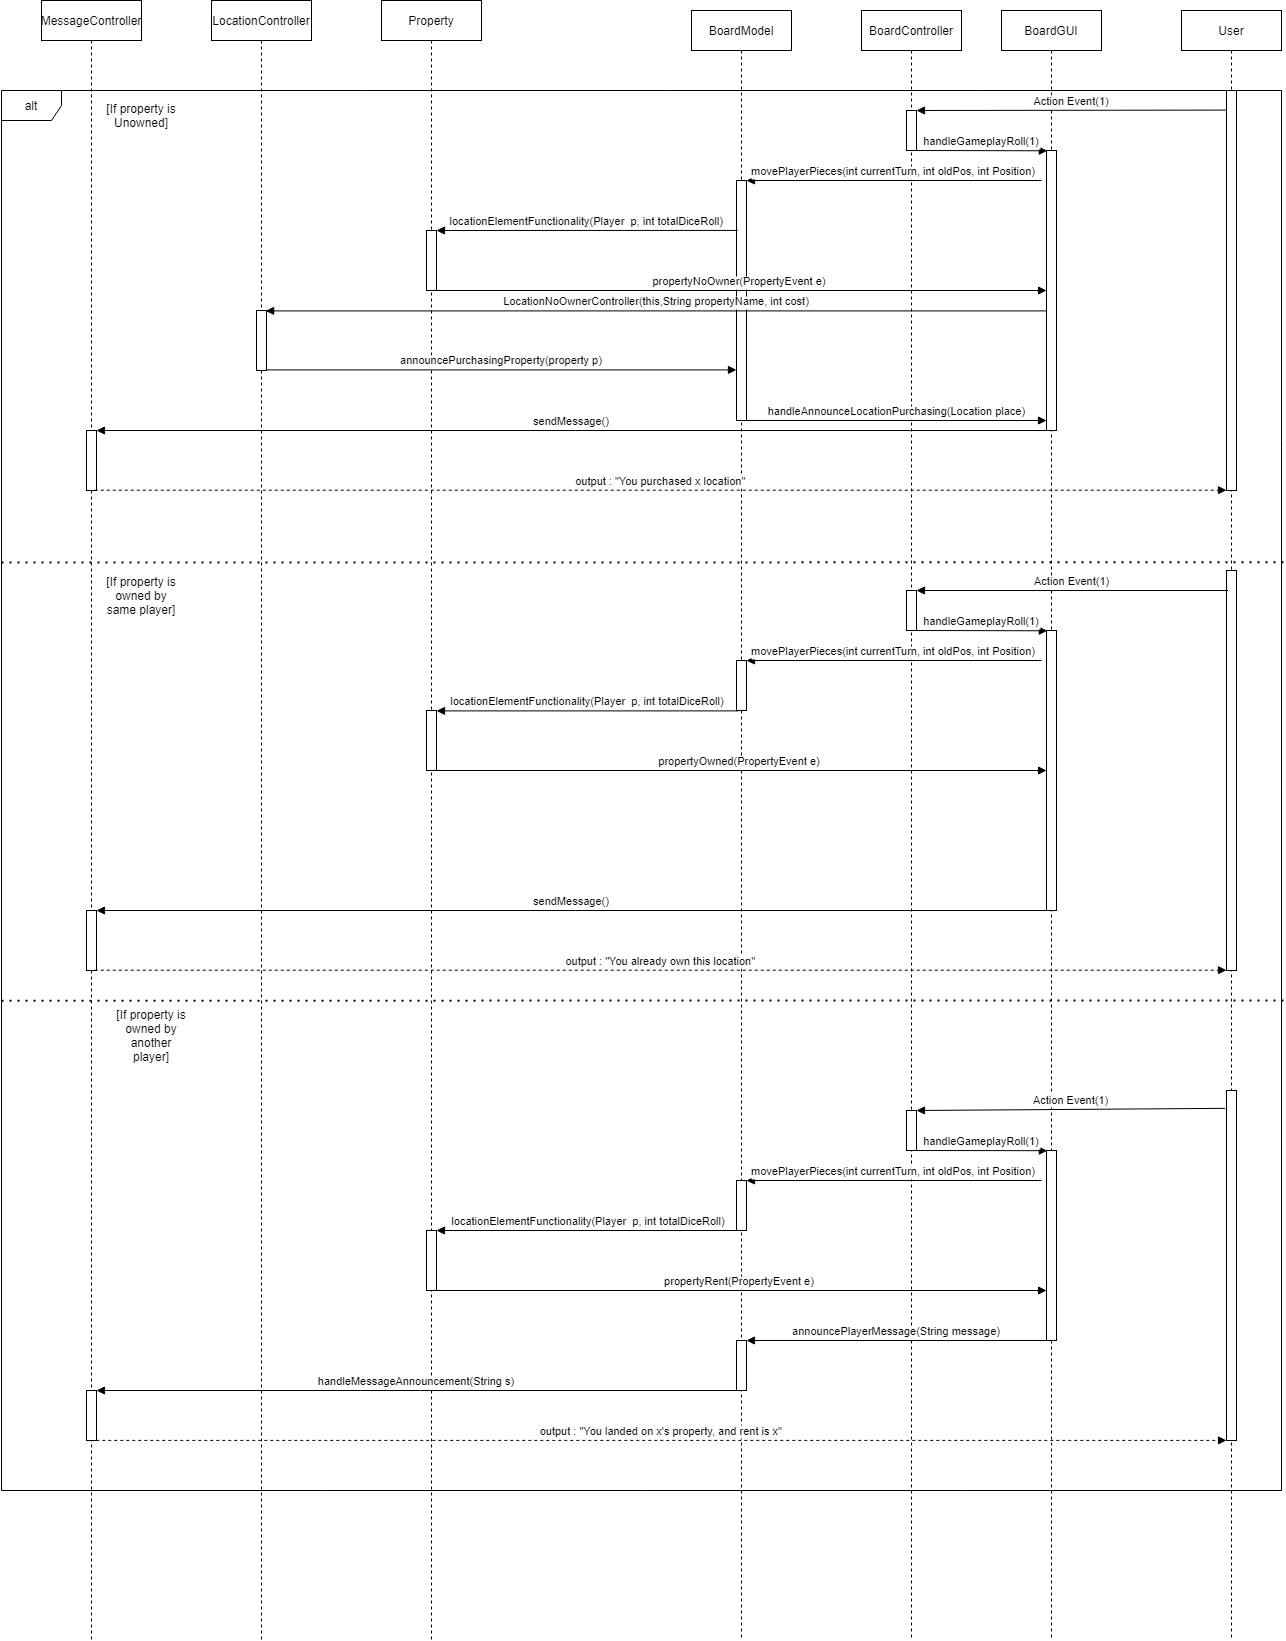 MessageController
LocationController
Property
BoardModel
BoardController
BoardGUI
User
alt
[If property is
Unowned]
Action Event(1)
handleGameplayRoll(1)
movePlayerPieces(int currentTurn, int oldPos, int Position)
locationElementFunctionality(Player p, int totalDiceRoll)
propertyNoOwner(PropertyEvent e)
LocationNoOwnerController(this,String propertyName, int cost)
announcePurchasingProperty(property p)
handleAnnounceLocationPurchasing(Location place)
sendMessage()
output : "You purchased x location"
[If property is
owned by
same player]
Action Event(1)
handleGameplayRoll(1)
movePlayerPieces(int currentTurn, int oldPos, int Position)
locationElementFunctionality(Player p, int totalDiceRoll)
propertyOwned(PropertyEvent e)
sendMessage()
output : "You already own this location"
[If property is
owned by
another
player]
Action Event(1)
handleGameplayRoll(1)
movePlayerPieces(int currentTurn, int oldPos, int Position)
locationElementFunctionality(Player p, int totalDiceRoll)
propertyRent(PropertyEvent e)
announcePlayerMessage(String message)
handleMessageAnnouncement(String s)
output : "You landed on x's property, and rent is x"